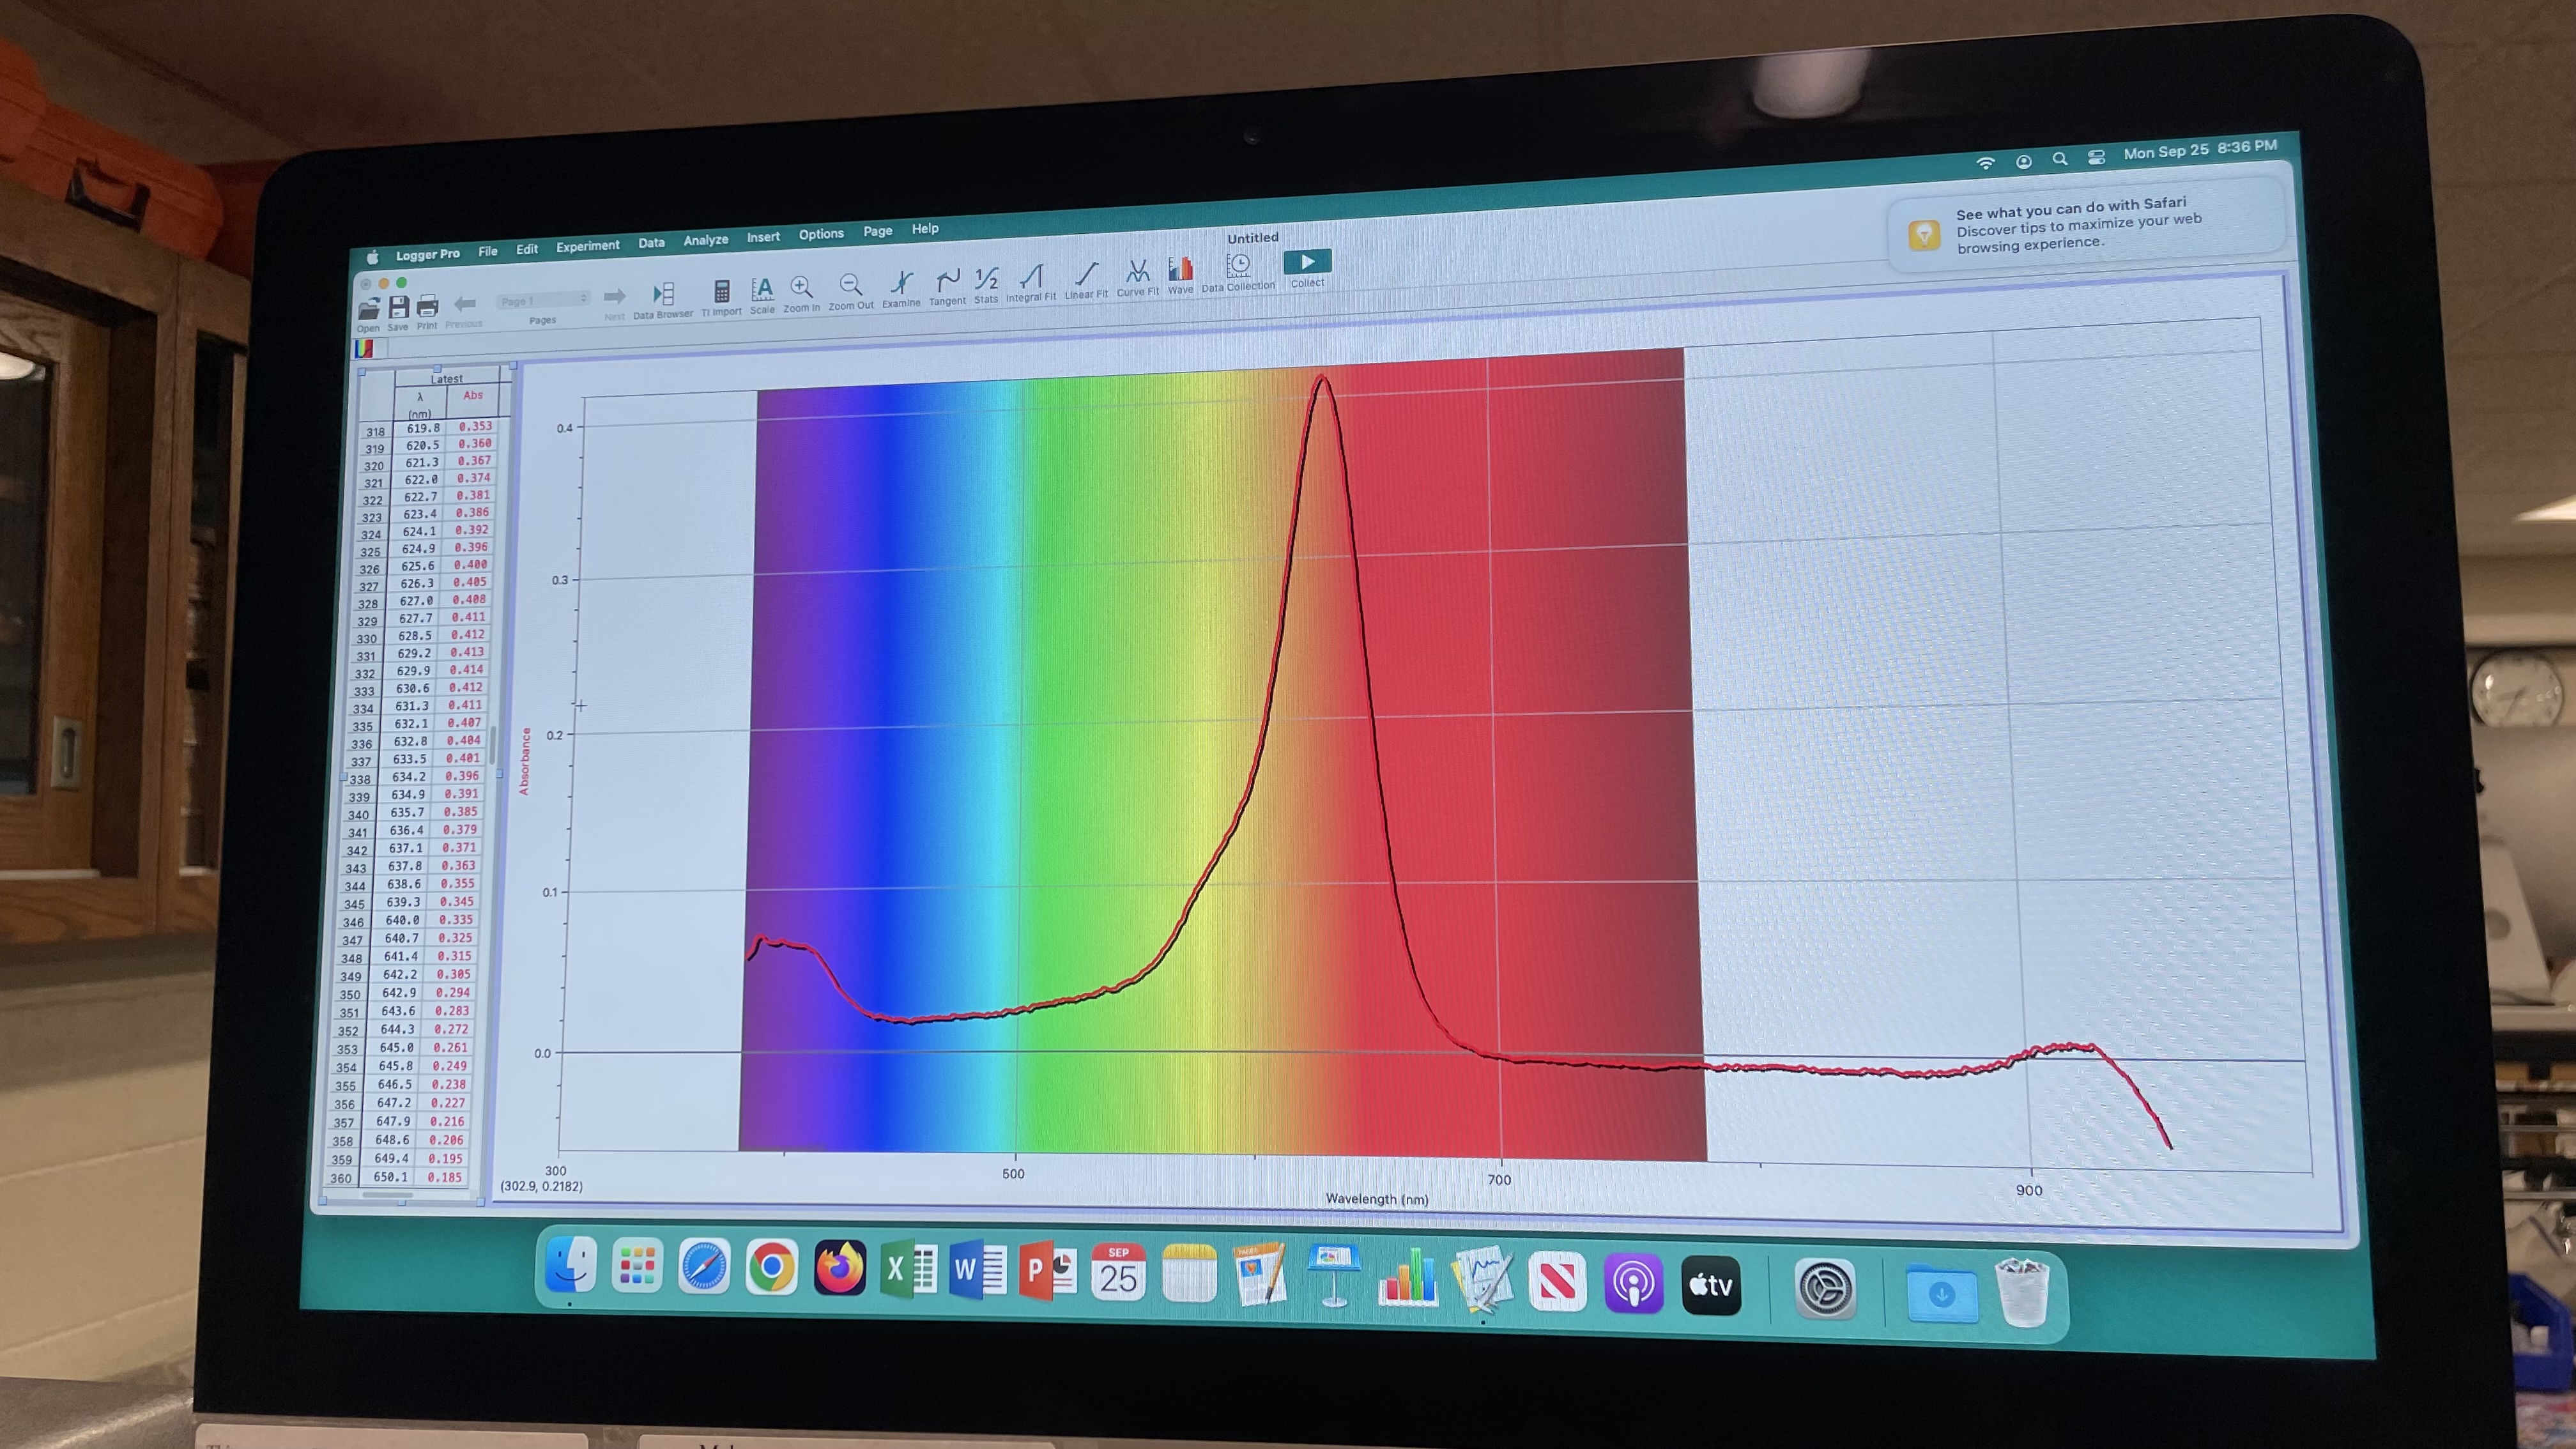 Mon Sep 25 8:36 PM
Logger Pro File Edit Experiment Data Analyze Insert Options Page Help
See what you can do with Safari
Discover tips to maximize your web
browsing experience.
Untitled
Open Save Print Previous Page 1 Pages Next Data Browser TI Import Scale Zoom In Zoom Out Examine Tangent Stats Integral Fit Linear Fit Curve Fit Wave Data Collection Collect
1/2
A
Latest
λ Abs
(nm)
318 619.8 0.353
319 620.5 0.360
320 621.3 0.367
321 622.0 0.374
322 622.7 0.381
323 623.4 0.386
324 624.1 0.392
325 624.9 0.396
326 625.6 0.400
327 626.3 0.405
328 627.0 0.408
329 627.7 0.411
330 628.5 0.412
331 629.2 0.413
332 629.9 0.414
333 630.6 0.412
334 631.3 0.411
335 632.1 0.407
336 632.8 0.404
337 633.5 0.401
338 634.2 0.396
339 634.9 0.391
340 635.7 0.385
341 636.4 0.379
342 637.1 0.371
343 637.8 0.363
344 638.6 0.355
345 639.3 0.345
346 640.0 0.335
347 640.7 0.325
348 641.4 0.315
349 642.2 0.305
350 642.9 0.294
351 643.6 0.283
352 644.3 0.272
353 645.0 0.261
354 645.8 0.249
355 646.5 0.238
356 647.2 0.227
357 647.9 0.216
358 648.6 0.206
359 649.4 0.195
360 650.1 0.185
0.4
0.3
0.2
0.1
0.0
Absorbance
300 500 700 900
(302.9, 0.2182)
Wavelength (nm)
X W P
SEP
25
PAGES
tv